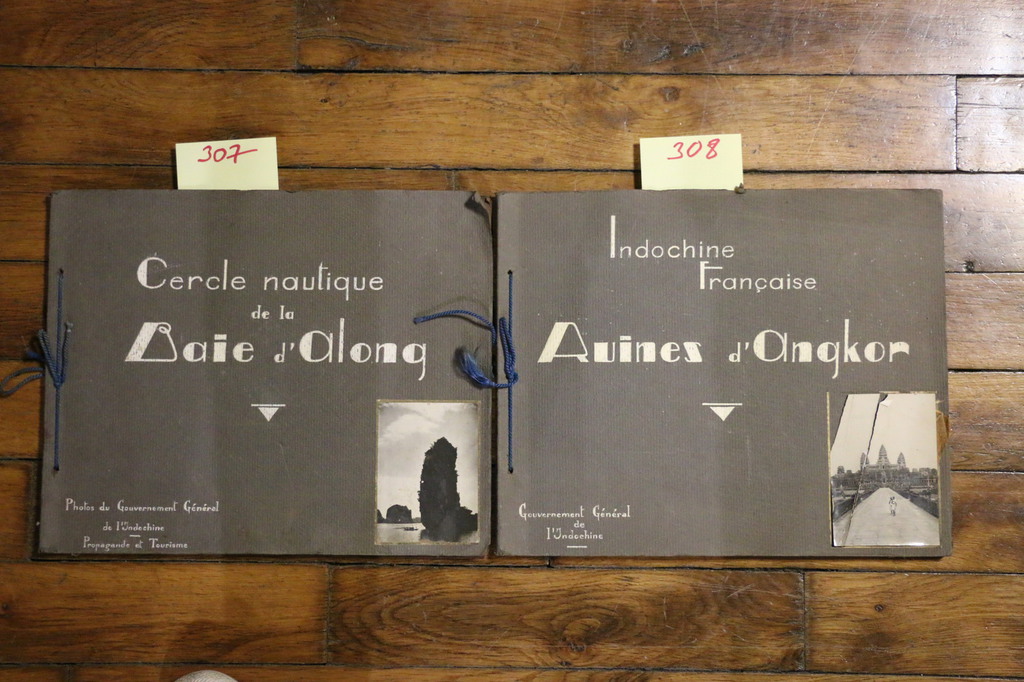 307
Cercle nautique
de la
Baie d'Along
Photos du Gouvernement Général
de l'Indochine
Propagande et Tourisme
308
Indochine
Française
Ruines d'Angkor
Gouvernement Général
de
l'Indochine